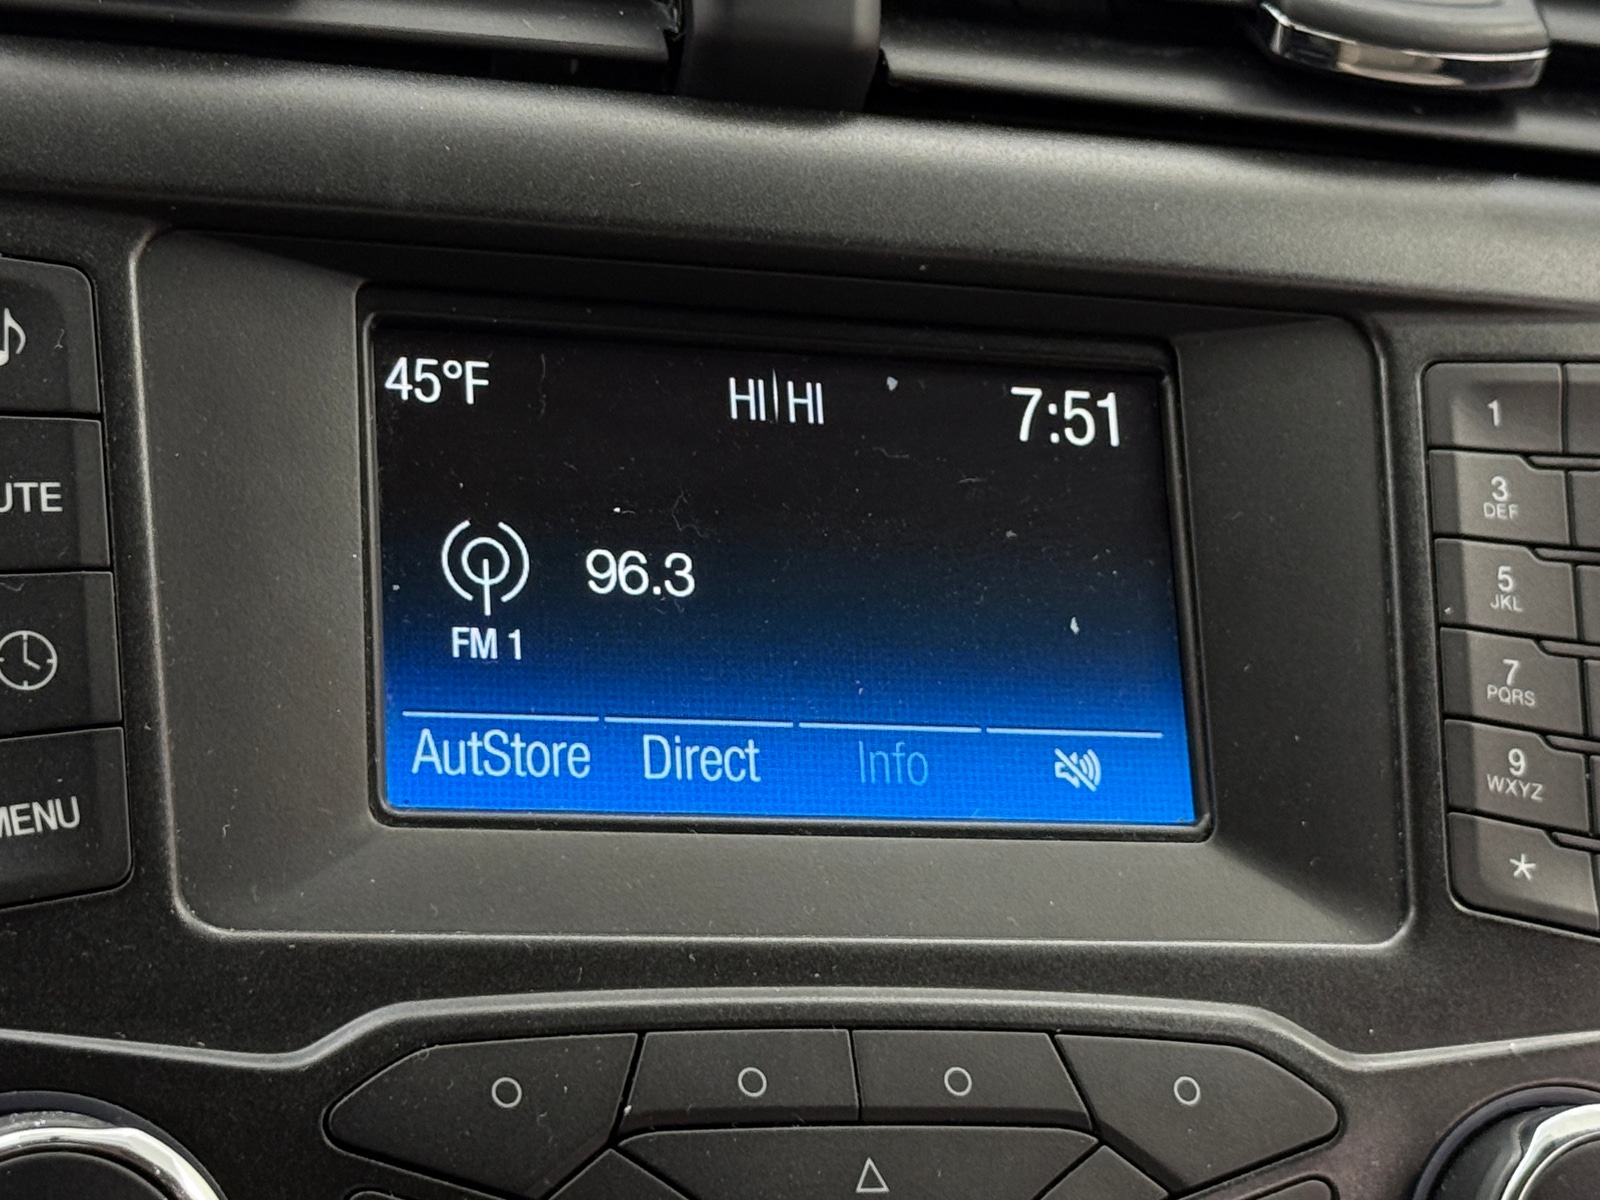 45°F HI|HI 7:51
96.3
FM 1
AutStore Direct Info
UTE
MENU
1
3
DEF
5
JKL
7
PQRS
9
WXYZ
*